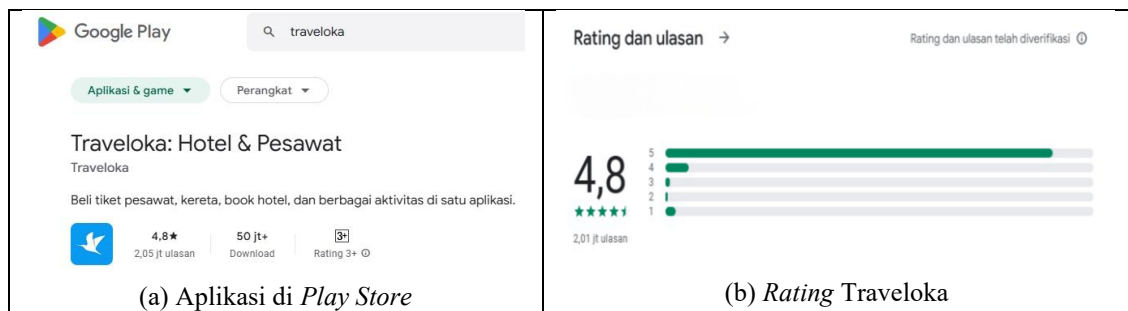 Google Play
traveloka
Aplikasi & game
Perangkat
Traveloka: Hotel & Pesawat
Traveloka
Beli tiket pesawat, kereta, book hotel, dan berbagai aktivitas di satu aplikasi.
4,8★ 50 jt+ 3+
2,05 jt ulasan Download Rating 3+
(a) Aplikasi di Play Store
Rating dan ulasan →
Rating dan ulasan telah diverifikasi
4,8
5
4
3
2
1
2,01 jt ulasan
(b) Rating Traveloka